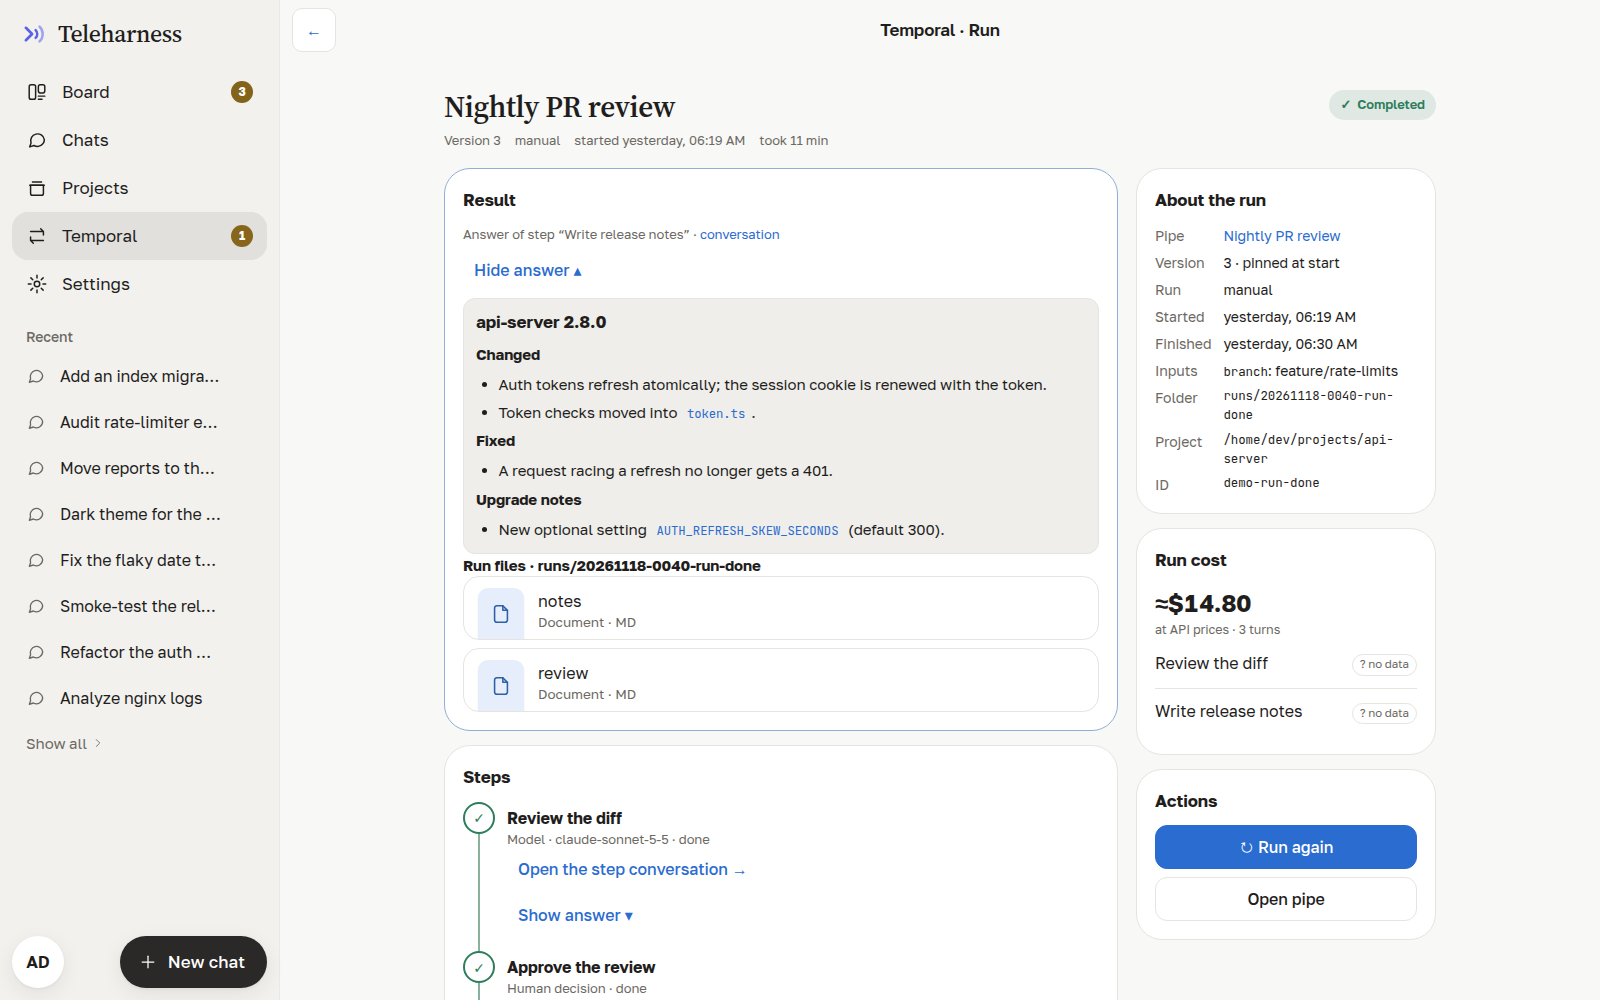 Teleharness
Board 3
Chats
Projects
Temporal 1
Settings
Recent
Add an index migra...
Audit rate-limiter e...
Move reports to th...
Dark theme for the ...
Fix the flaky date t...
Smoke-test the rel...
Refactor the auth ...
Analyze nginx logs
Show all >
AD
+ New chat
←
Temporal · Run
Nightly PR review
✓ Completed
Version 3 manual started yesterday, 06:19 AM took 11 min
Result
Answer of step “Write release notes” · conversation
Hide answer ▴
api-server 2.8.0
Changed
• Auth tokens refresh atomically; the session cookie is renewed with the token.
• Token checks moved into token.ts .
Fixed
• A request racing a refresh no longer gets a 401.
Upgrade notes
• New optional setting AUTH_REFRESH_SKEW_SECONDS (default 300).
Run files · runs/20261118-0040-run-done
notes
Document · MD
review
Document · MD
Steps
✓ Review the diff
Model · claude-sonnet-5-5 · done
Open the step conversation →
Show answer ▾
✓ Approve the review
Human decision · done
About the run
Pipe Nightly PR review
Version 3 · pinned at start
Run manual
Started yesterday, 06:19 AM
Finished yesterday, 06:30 AM
Inputs branch: feature/rate-limits
Folder runs/20261118-0040-run-
done
Project /home/dev/projects/api-
server
ID demo-run-done
Run cost
≈$14.80
at API prices · 3 turns
Review the diff ? no data
Write release notes ? no data
Actions
↻ Run again
Open pipe